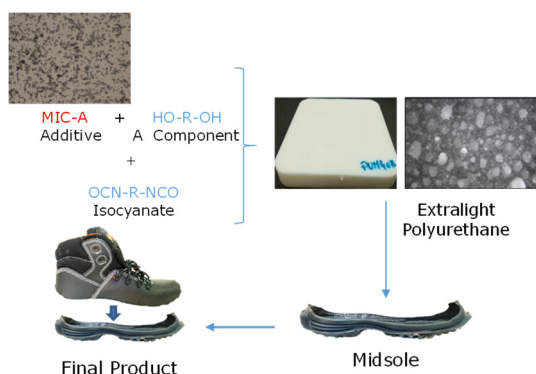 MIC-A + HO-R-OH
Additive A Component
+
OCN-R-NCO
Isocyanate
Extralight
Polyurethane
Midsole
Final Product